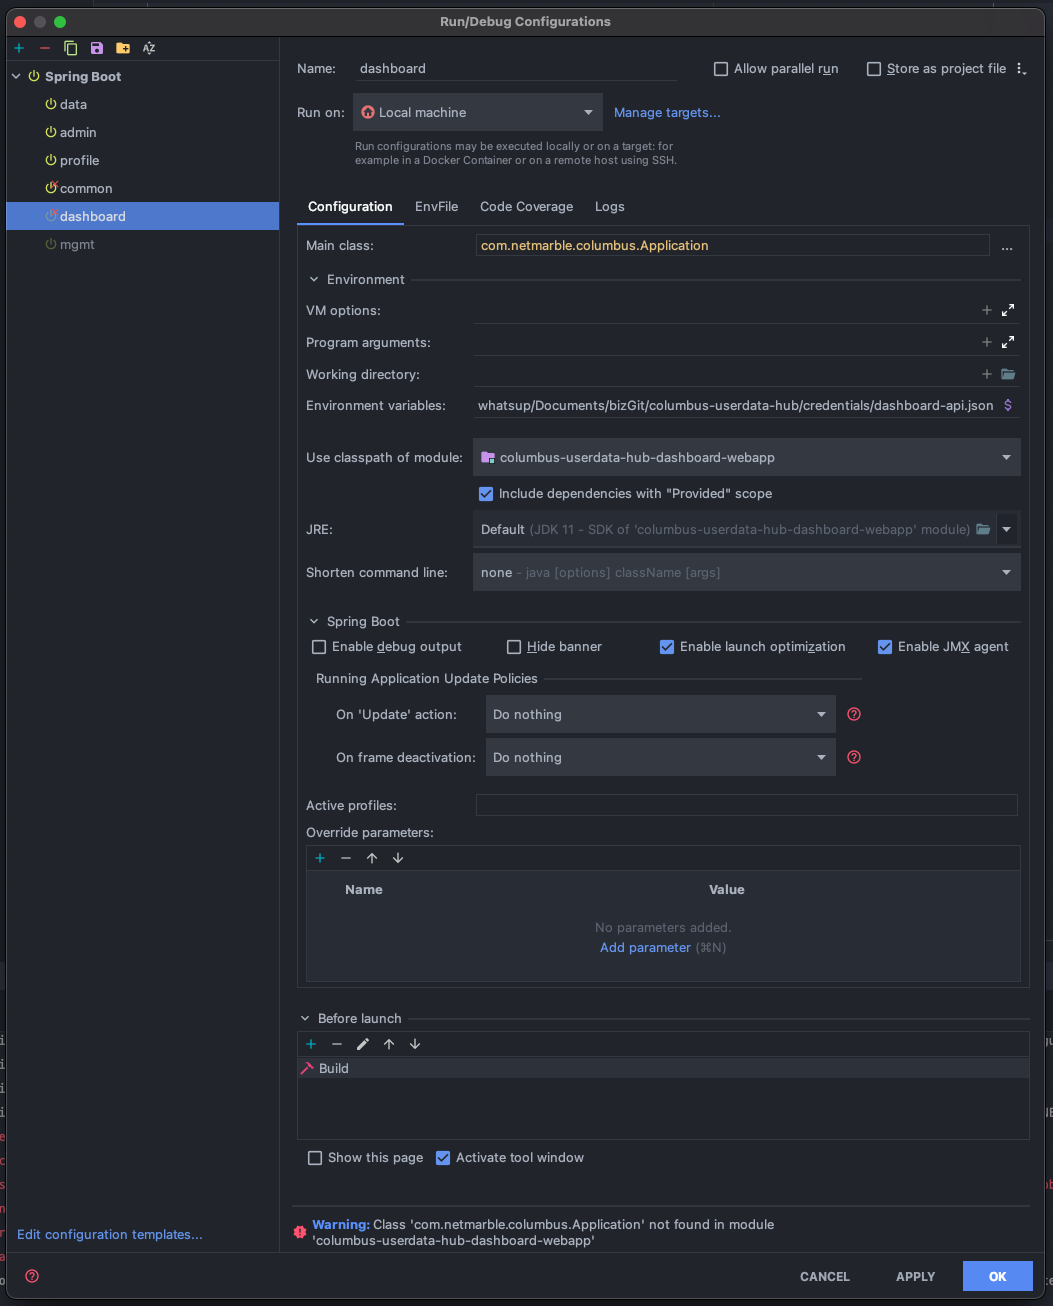 Run/Debug Configurations
Spring Boot
data
admin
profile
common
dashboard
mgmt
Edit configuration templates...
Name: dashboard
Allow parallel run
Store as project file
Run on: Local machine
Manage targets...
Run configurations may be executed locally or on a target: for
example in a Docker Container or on a remote host using SSH.
Configuration EnvFile Code Coverage Logs
Main class: com.netmarble.columbus.Application ...
Environment
VM options:
Program arguments:
Working directory:
Environment variables: whatsup/Documents/bizGit/columbus-userdata-hub/credentials/dashboard-api.json $
Use classpath of module: columbus-userdata-hub-dashboard-webapp
Include dependencies with "Provided" scope
JRE: Default (JDK 11 - SDK of 'columbus-userdata-hub-dashboard-webapp' module)
Shorten command line: none - java [options] className [args]
Spring Boot
Enable debug output Hide banner Enable launch optimization Enable JMX agent
Running Application Update Policies
On 'Update' action: Do nothing
On frame deactivation: Do nothing
Active profiles:
Override parameters:
Name Value
No parameters added.
Add parameter (⌘N)
Before launch
Build
Show this page Activate tool window
Warning: Class 'com.netmarble.columbus.Application' not found in module
'columbus-userdata-hub-dashboard-webapp'
CANCEL APPLY OK